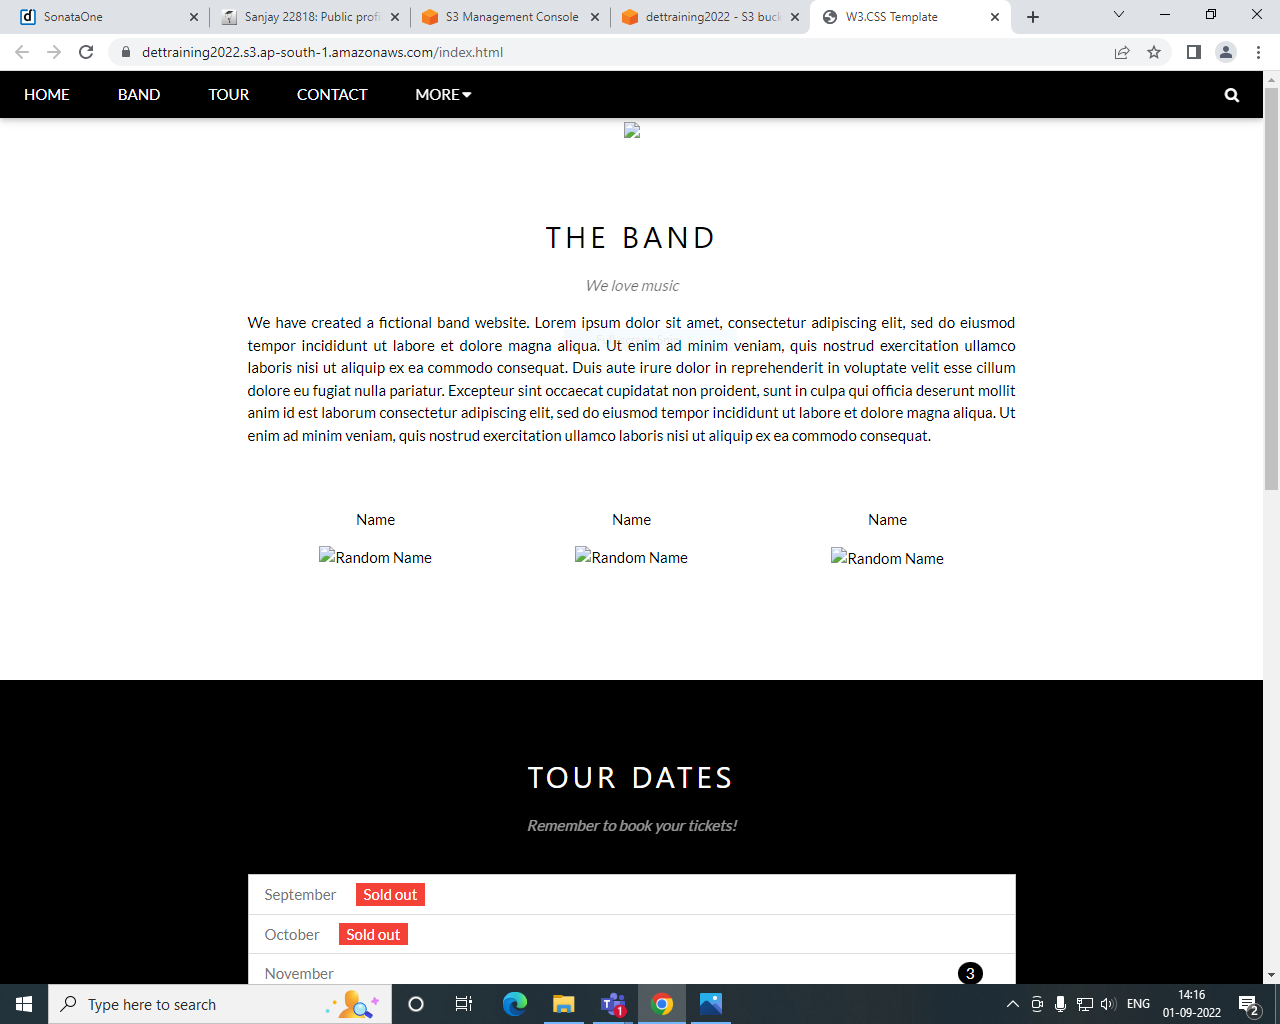 SonataOne
Sanjay 22818: Public profi
S3 Management Console
dettraining2022 - S3 buck
W3.CSS Template
dettraining2022.s3.ap-south-1.amazonaws.com/index.html
HOME BAND TOUR CONTACT MORE
THE BAND
We love music
We have created a fictional band website. Lorem ipsum dolor sit amet, consectetur adipiscing elit, sed do eiusmod
tempor incididunt ut labore et dolore magna aliqua. Ut enim ad minim veniam, quis nostrud exercitation ullamco
laboris nisi ut aliquip ex ea commodo consequat. Duis aute irure dolor in reprehenderit in voluptate velit esse cillum
dolore eu fugiat nulla pariatur. Excepteur sint occaecat cupidatat non proident, sunt in culpa qui officia deserunt mollit
anim id est laborum consectetur adipiscing elit, sed do eiusmod tempor incididunt ut labore et dolore magna aliqua. Ut
enim ad minim veniam, quis nostrud exercitation ullamco laboris nisi ut aliquip ex ea commodo consequat.
Name Name Name
Random Name Random Name Random Name
TOUR DATES
Remember to book your tickets!
September Sold out
October Sold out
November 3
Type here to search
T 1
ENG
14:16
01-09-2022
2